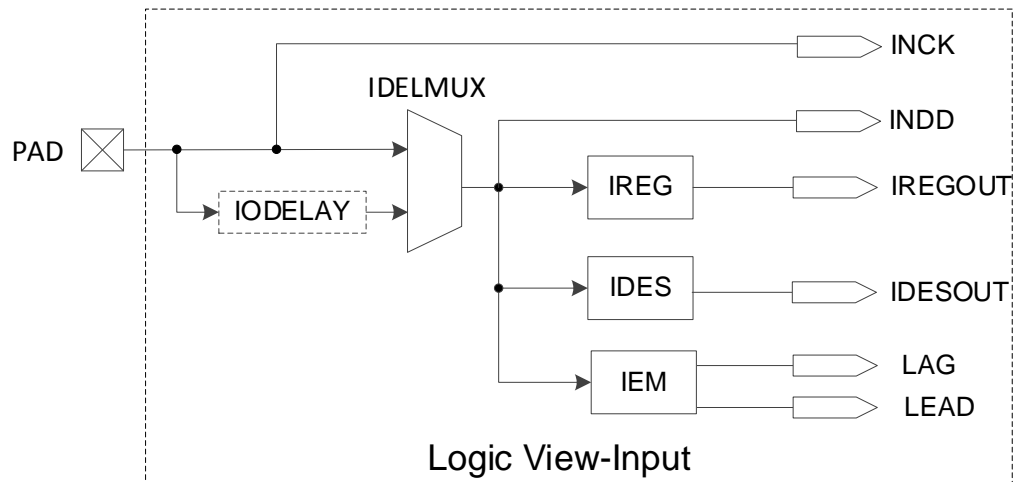 INCK
IDELMUX
INDD
PAD
IREG
IREGOUT
IODELAY
IDES
IDESOUT
IEM
LAG
LEAD
Logic View-Input